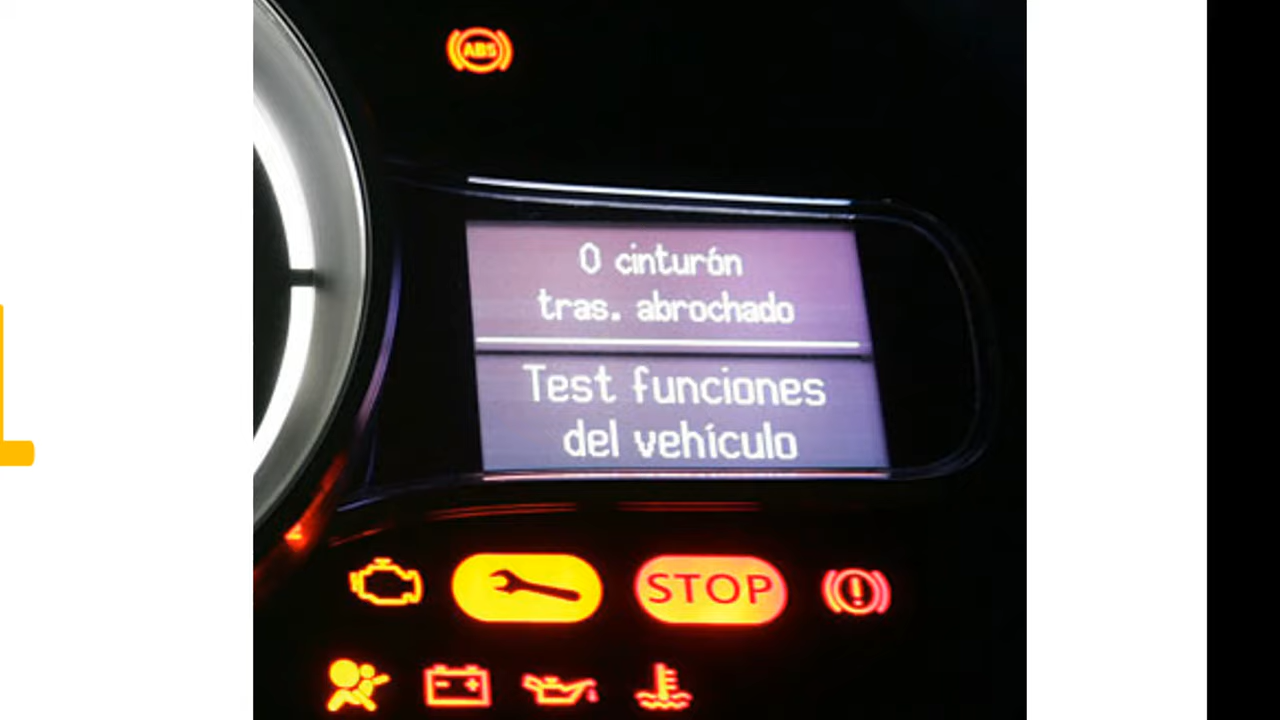 ABS
0 cinturón
tras. abrochado
Test funciones
del vehículo
STOP